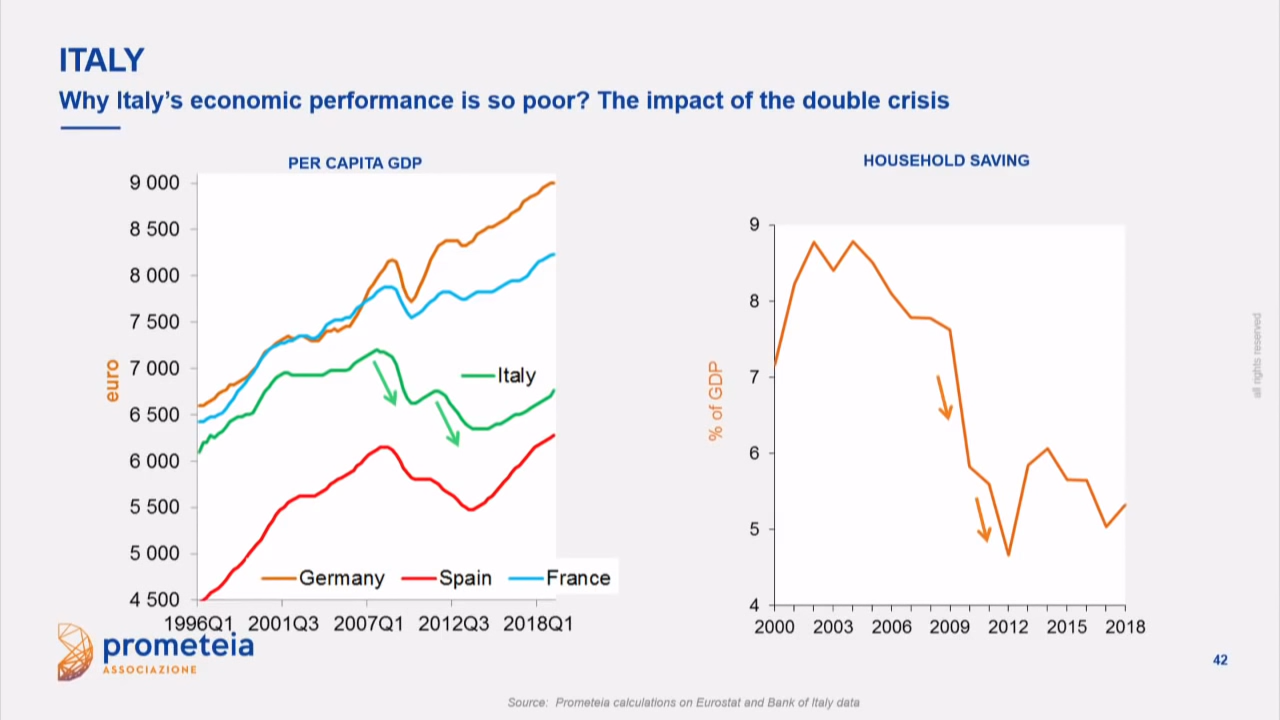 ITALY
Why Italy's economic performance is so poor? The impact of the double crisis
PER CAPITA GDP
9 000
8 500
8 000
7 500
7 000
6 500
6 000
5 500
5 000
4 500
euro
Italy
Germany
Spain
France
1996Q1 2001Q3 2007Q1 2012Q3 2018Q1
HOUSEHOLD SAVING
9
8
7
6
5
4
% of GDP
2000 2003 2006 2009 2012 2015 2018
all rights reserved
prometeia
ASSOCIAZIONE
42
Source: Prometeia calculations on Eurostat and Bank of Italy data